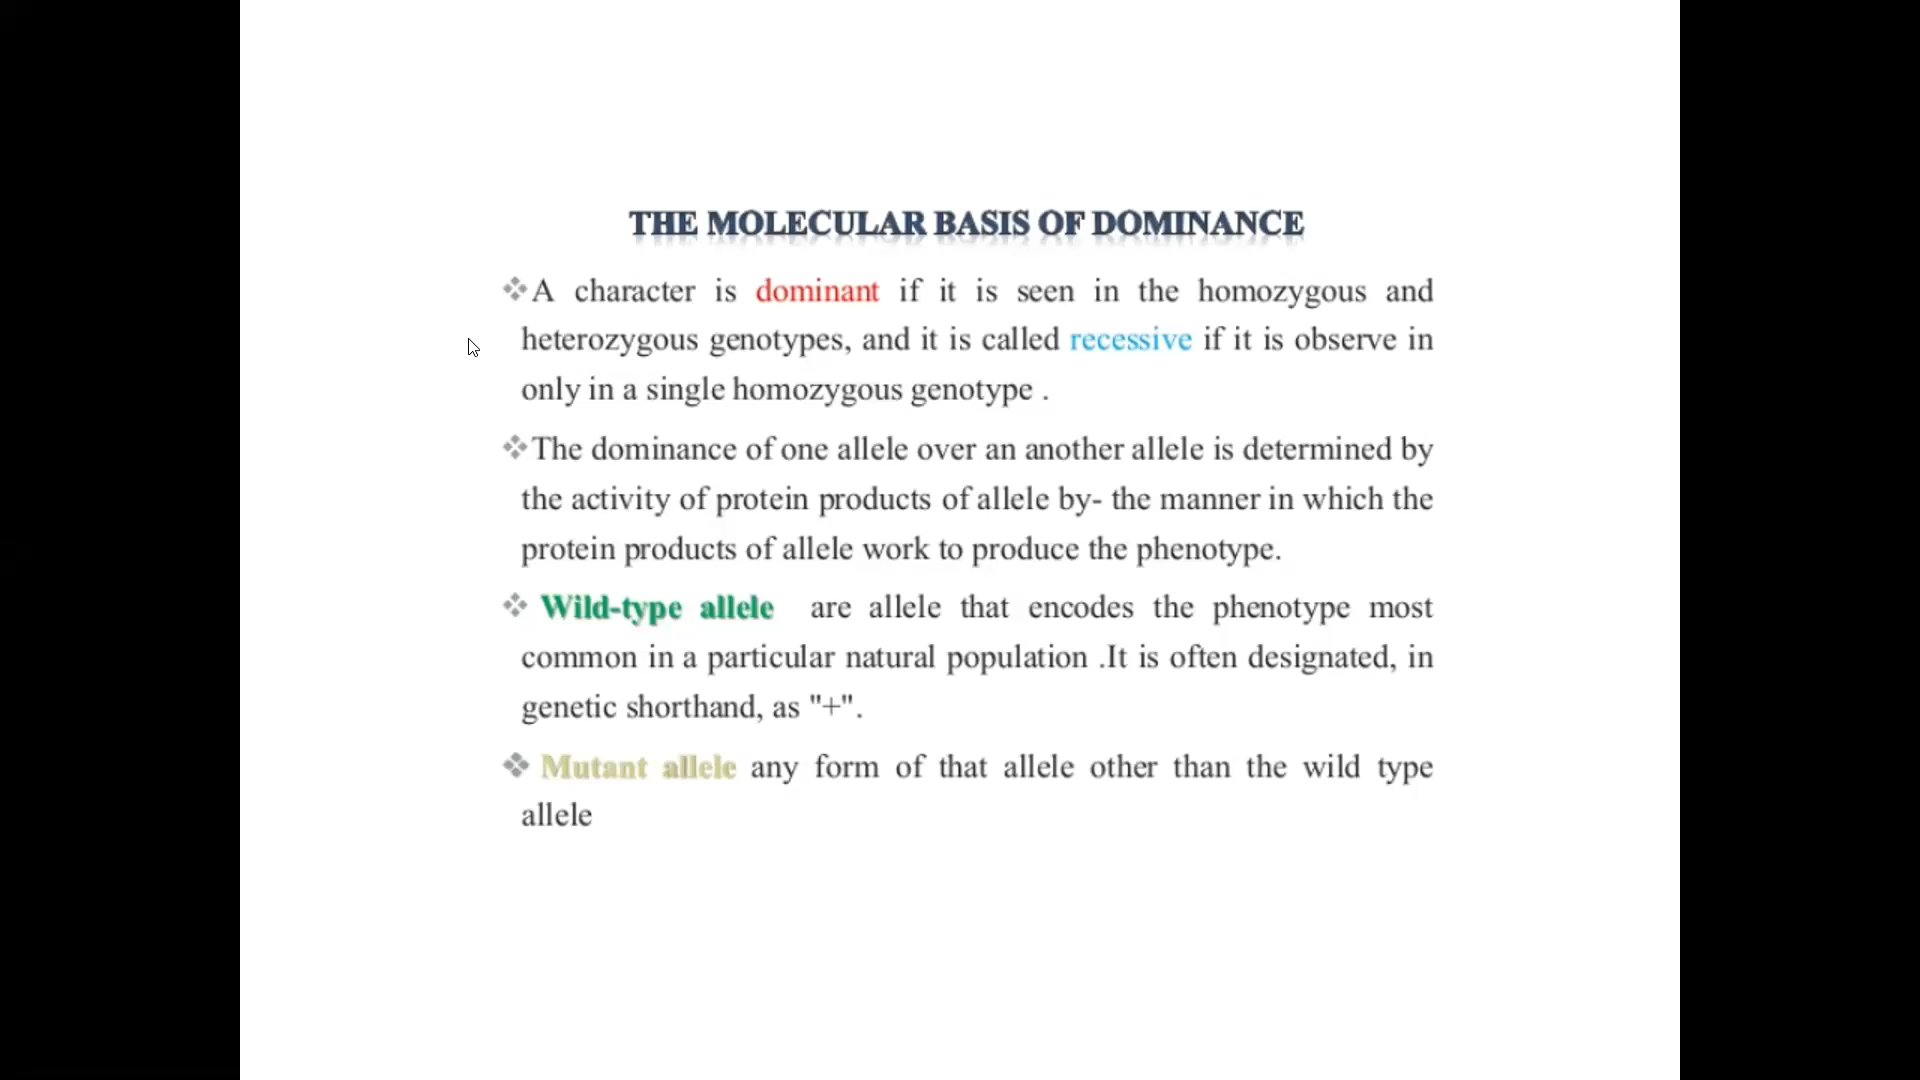 THE MOLECULAR BASIS OF DOMINANCE
❖A character is dominant if it is seen in the homozygous and
heterozygous genotypes, and it is called recessive if it is observe in
only in a single homozygous genotype .
❖The dominance of one allele over an another allele is determined by
the activity of protein products of allele by- the manner in which the
protein products of allele work to produce the phenotype.
❖ Wild-type allele are allele that encodes the phenotype most
common in a particular natural population .It is often designated, in
genetic shorthand, as "+".
❖ Mutant allele any form of that allele other than the wild type
allele